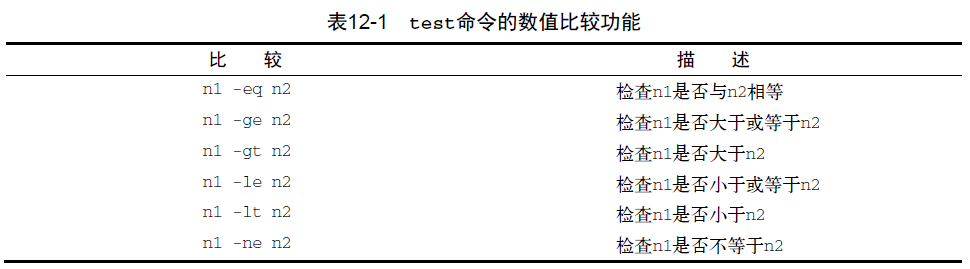 表12-1 test命令的数值比较功能
比 较 描 述
n1 -eq n2 检查n1是否与n2相等
n1 -ge n2 检查n1是否大于或等于n2
n1 -gt n2 检查n1是否大于n2
n1 -le n2 检查n1是否小于或等于n2
n1 -lt n2 检查n1是否小于n2
n1 -ne n2 检查n1是否不等于n2